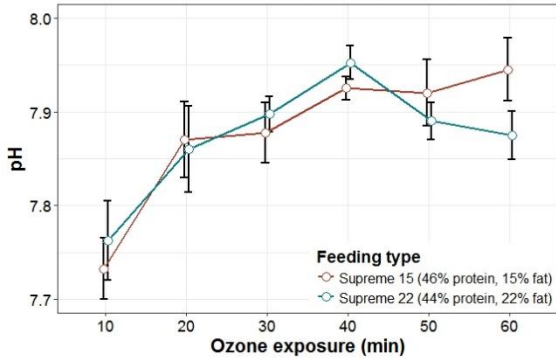 8.0
7.9
7.8
7.7
pH
10 20 30 40 50 60
Ozone exposure (min)
Feeding type
Supreme 15 (46% protein, 15% fat)
Supreme 22 (44% protein, 22% fat)